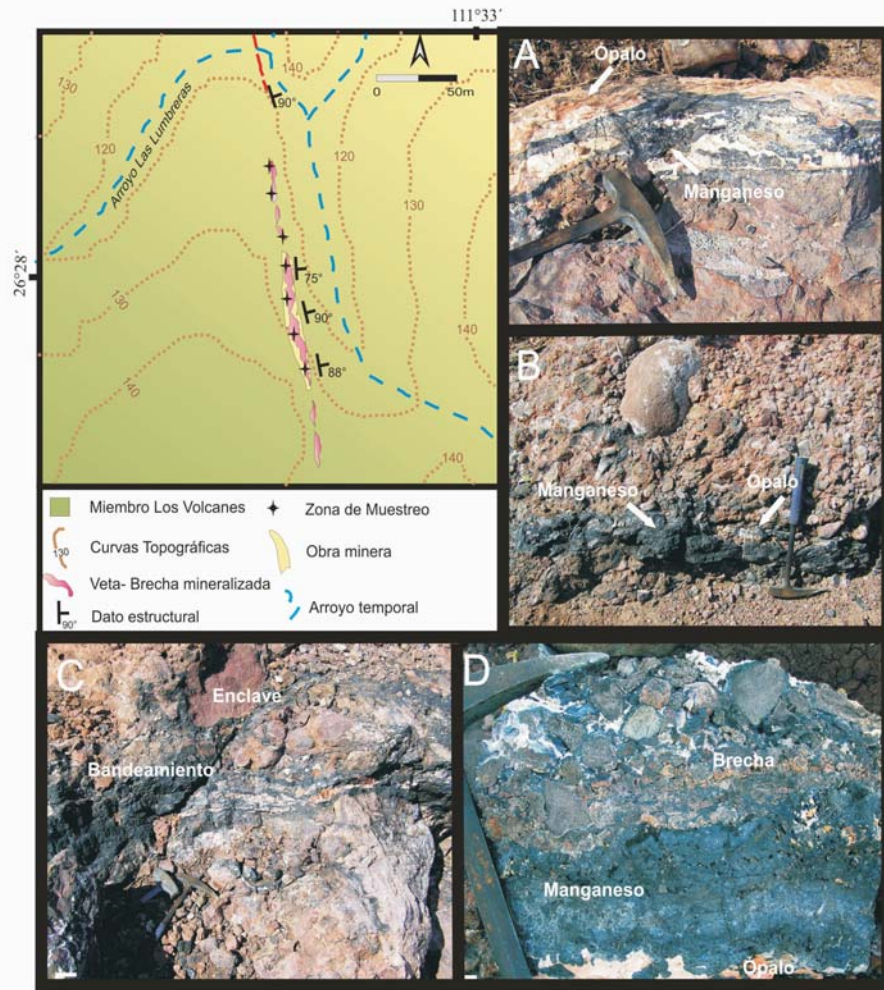 111°33´
26°28´
130
140
0 50m
90°
120
Arroyo Las Lumbreras
120
130
75°
130
90°
140
88°
140
140
Miembro Los Volcanes
Zona de Muestreo
130
Curvas Topográficas
Obra minera
Veta- Brecha mineralizada
90°
Dato estructural
Arroyo temporal
A
Ópalo
Manganeso
B
Manganeso
Ópalo
C
Enclave
Bandeamiento
D
Brecha
Manganeso
Ópalo